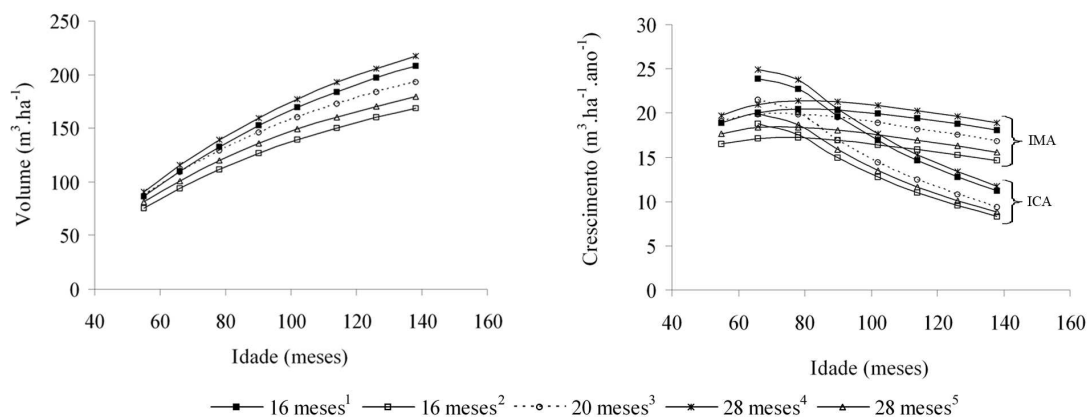 Volume (m³.ha⁻¹)
250
200
150
100
50
0
40 60 80 100 120 140 160
Idade (meses)
Crescimento (m³.ha⁻¹.ano⁻¹)
30
25
20
15
10
5
0
IMA
ICA
40 60 80 100 120 140 160
Idade (meses)
16 meses¹ 16 meses² 20 meses³ 28 meses⁴ 28 meses⁵